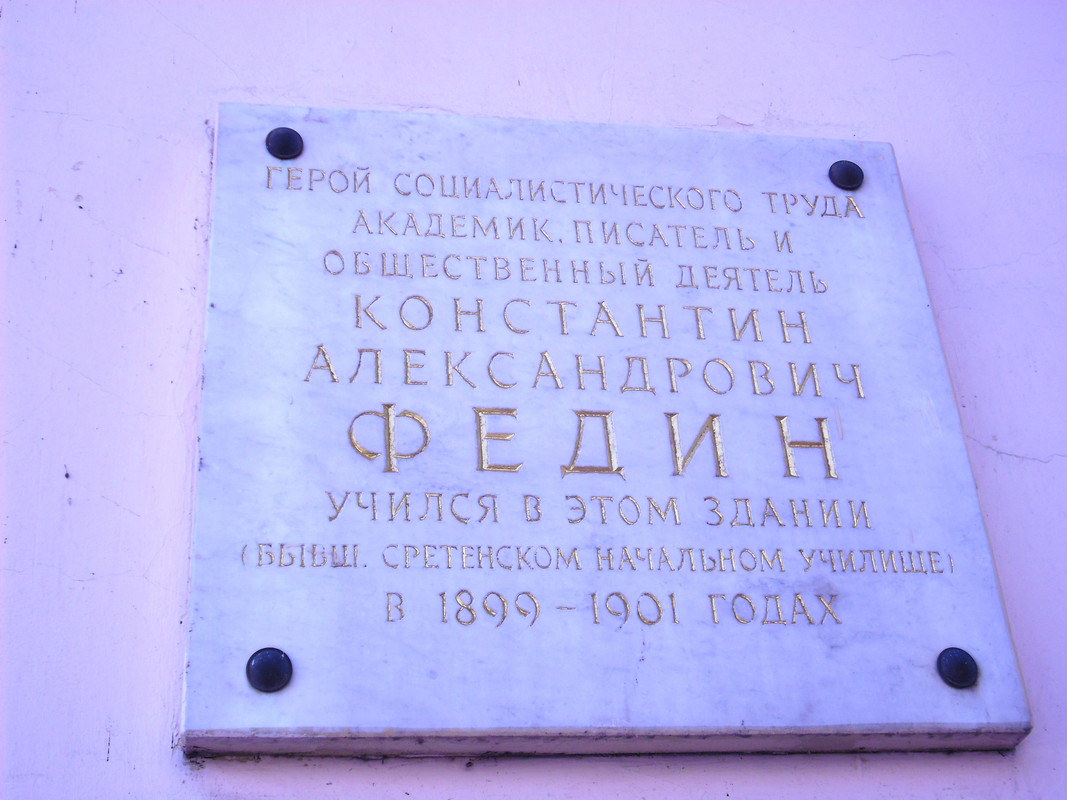 ГЕРОЙ СОЦИАЛИСТИЧЕСКОГО ТРУДА
АКАДЕМИК, ПИСАТЕЛЬ И
ОБЩЕСТВЕННЫЙ ДЕЯТЕЛЬ
КОНСТАНТИН
АЛЕКСАНДРОВИЧ
ФЕДИН
УЧИЛСЯ В ЭТОМ ЗДАНИИ
(БЫВШ. СРЕТЕНСКОМ НАЧАЛЬНОМ УЧИЛИЩЕ)
В 1899 – 1901 ГОДАХ